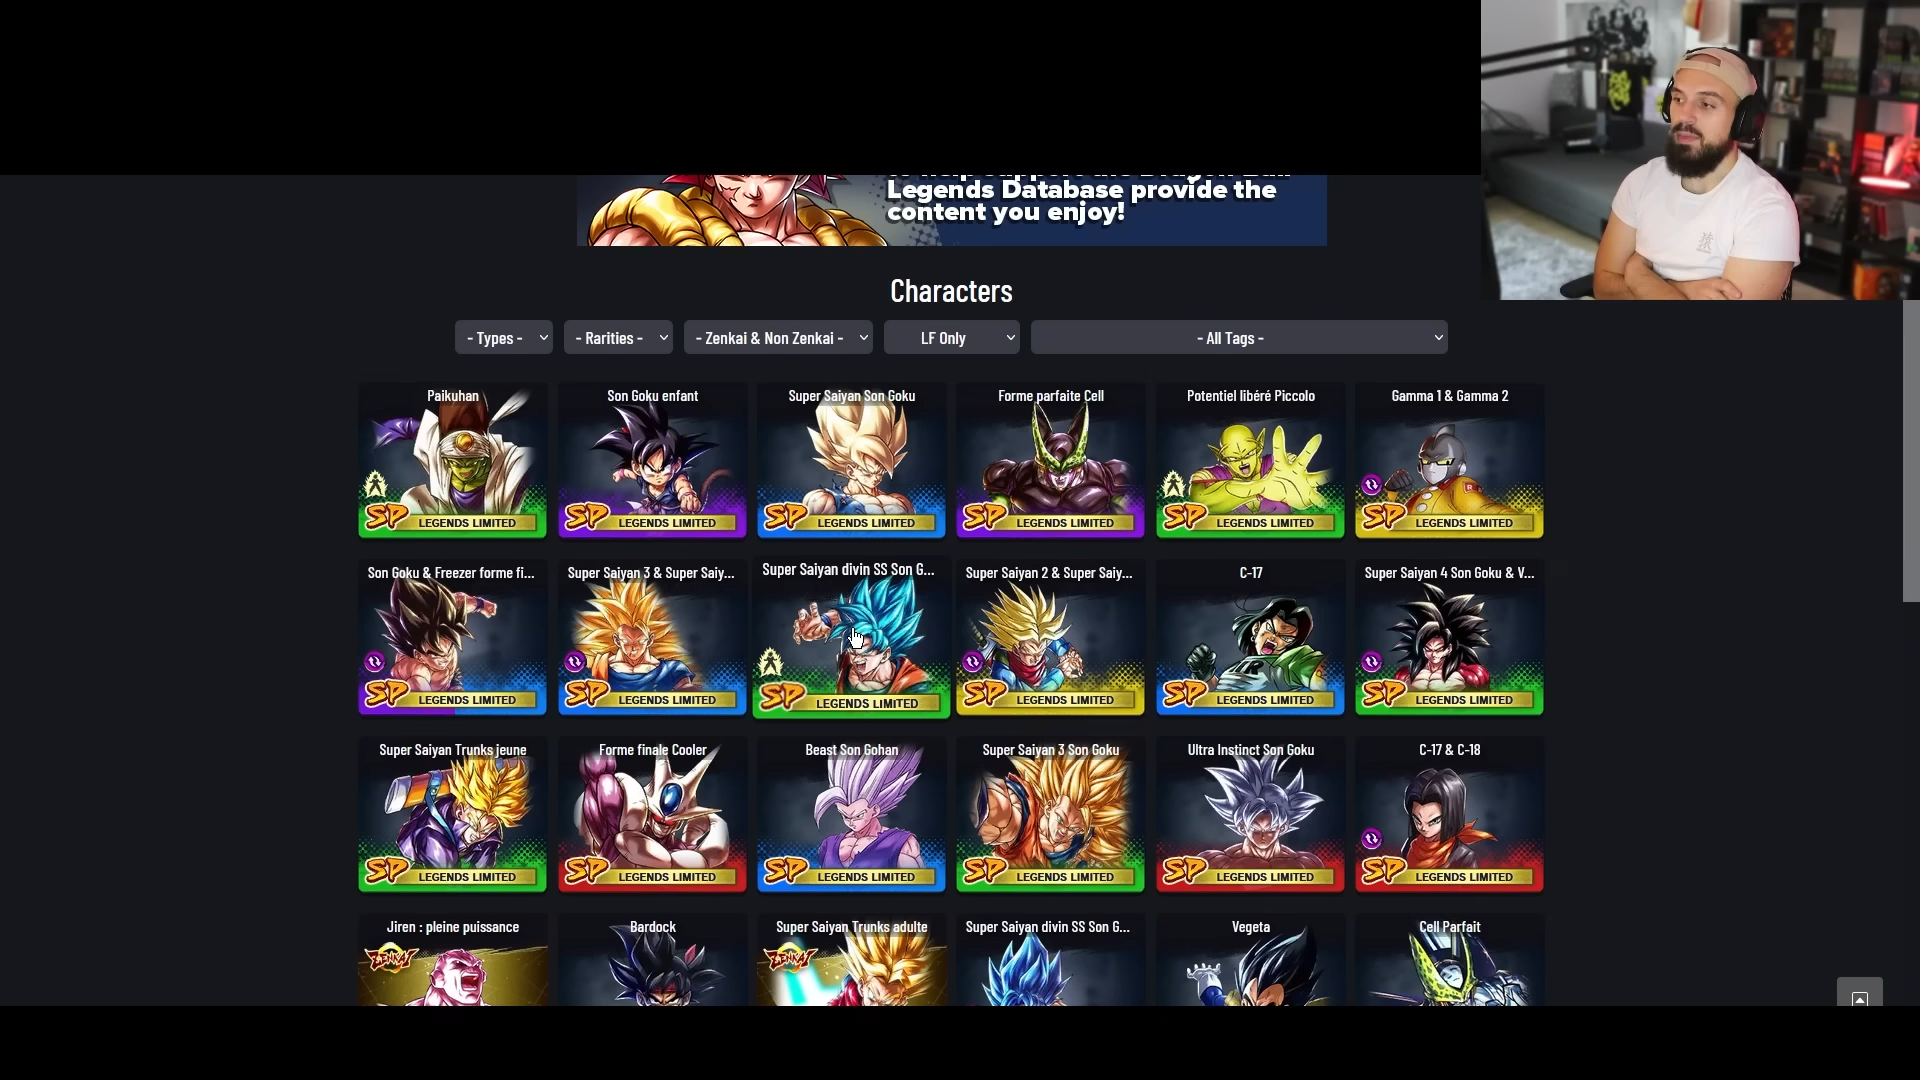 Legends Database provide the
content you enjoy!
Characters
- Types -
- Rarities -
- Zenkai & Non Zenkai -
LF Only
- All Tags -
Paikuhan
Son Goku enfant
Super Saiyan Son Goku
Forme parfaite Cell
Potentiel libéré Piccolo
Gamma 1 & Gamma 2
SP LEGENDS LIMITED
SP LEGENDS LIMITED
SP LEGENDS LIMITED
SP LEGENDS LIMITED
SP LEGENDS LIMITED
SP LEGENDS LIMITED
Son Goku & Freezer forme fi...
Super Saiyan 3 & Super Saiy...
Super Saiyan divin SS Son G...
Super Saiyan 2 & Super Saiy...
C-17
Super Saiyan 4 Son Goku & V...
SP LEGENDS LIMITED
SP LEGENDS LIMITED
SP LEGENDS LIMITED
SP LEGENDS LIMITED
SP LEGENDS LIMITED
SP LEGENDS LIMITED
Super Saiyan Trunks jeune
Forme finale Cooler
Beast Son Gohan
Super Saiyan 3 Son Goku
Ultra Instinct Son Goku
C-17 & C-18
SP LEGENDS LIMITED
SP LEGENDS LIMITED
SP LEGENDS LIMITED
SP LEGENDS LIMITED
SP LEGENDS LIMITED
SP LEGENDS LIMITED
Jiren : pleine puissance
Bardock
Super Saiyan Trunks adulte
Super Saiyan divin SS Son G...
Vegeta
Cell Parfait
ZENKAI
ZENKAI